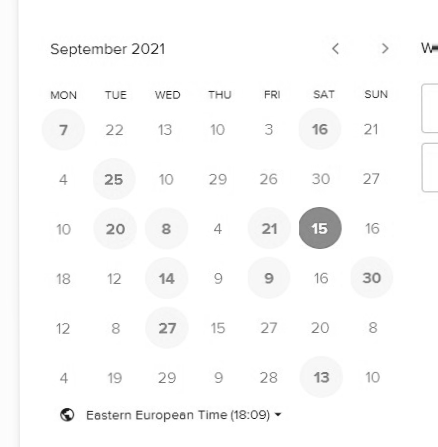 September 2021
MON TUE WED THU FRI SAT SUN
7 22 13 10 3 16 21
4 25 10 29 26 30 27
10 20 8 4 21 15 16
18 12 14 9 9 16 30
12 8 27 15 27 20 8
4 19 29 9 28 13 10
Eastern European Time (18:09)